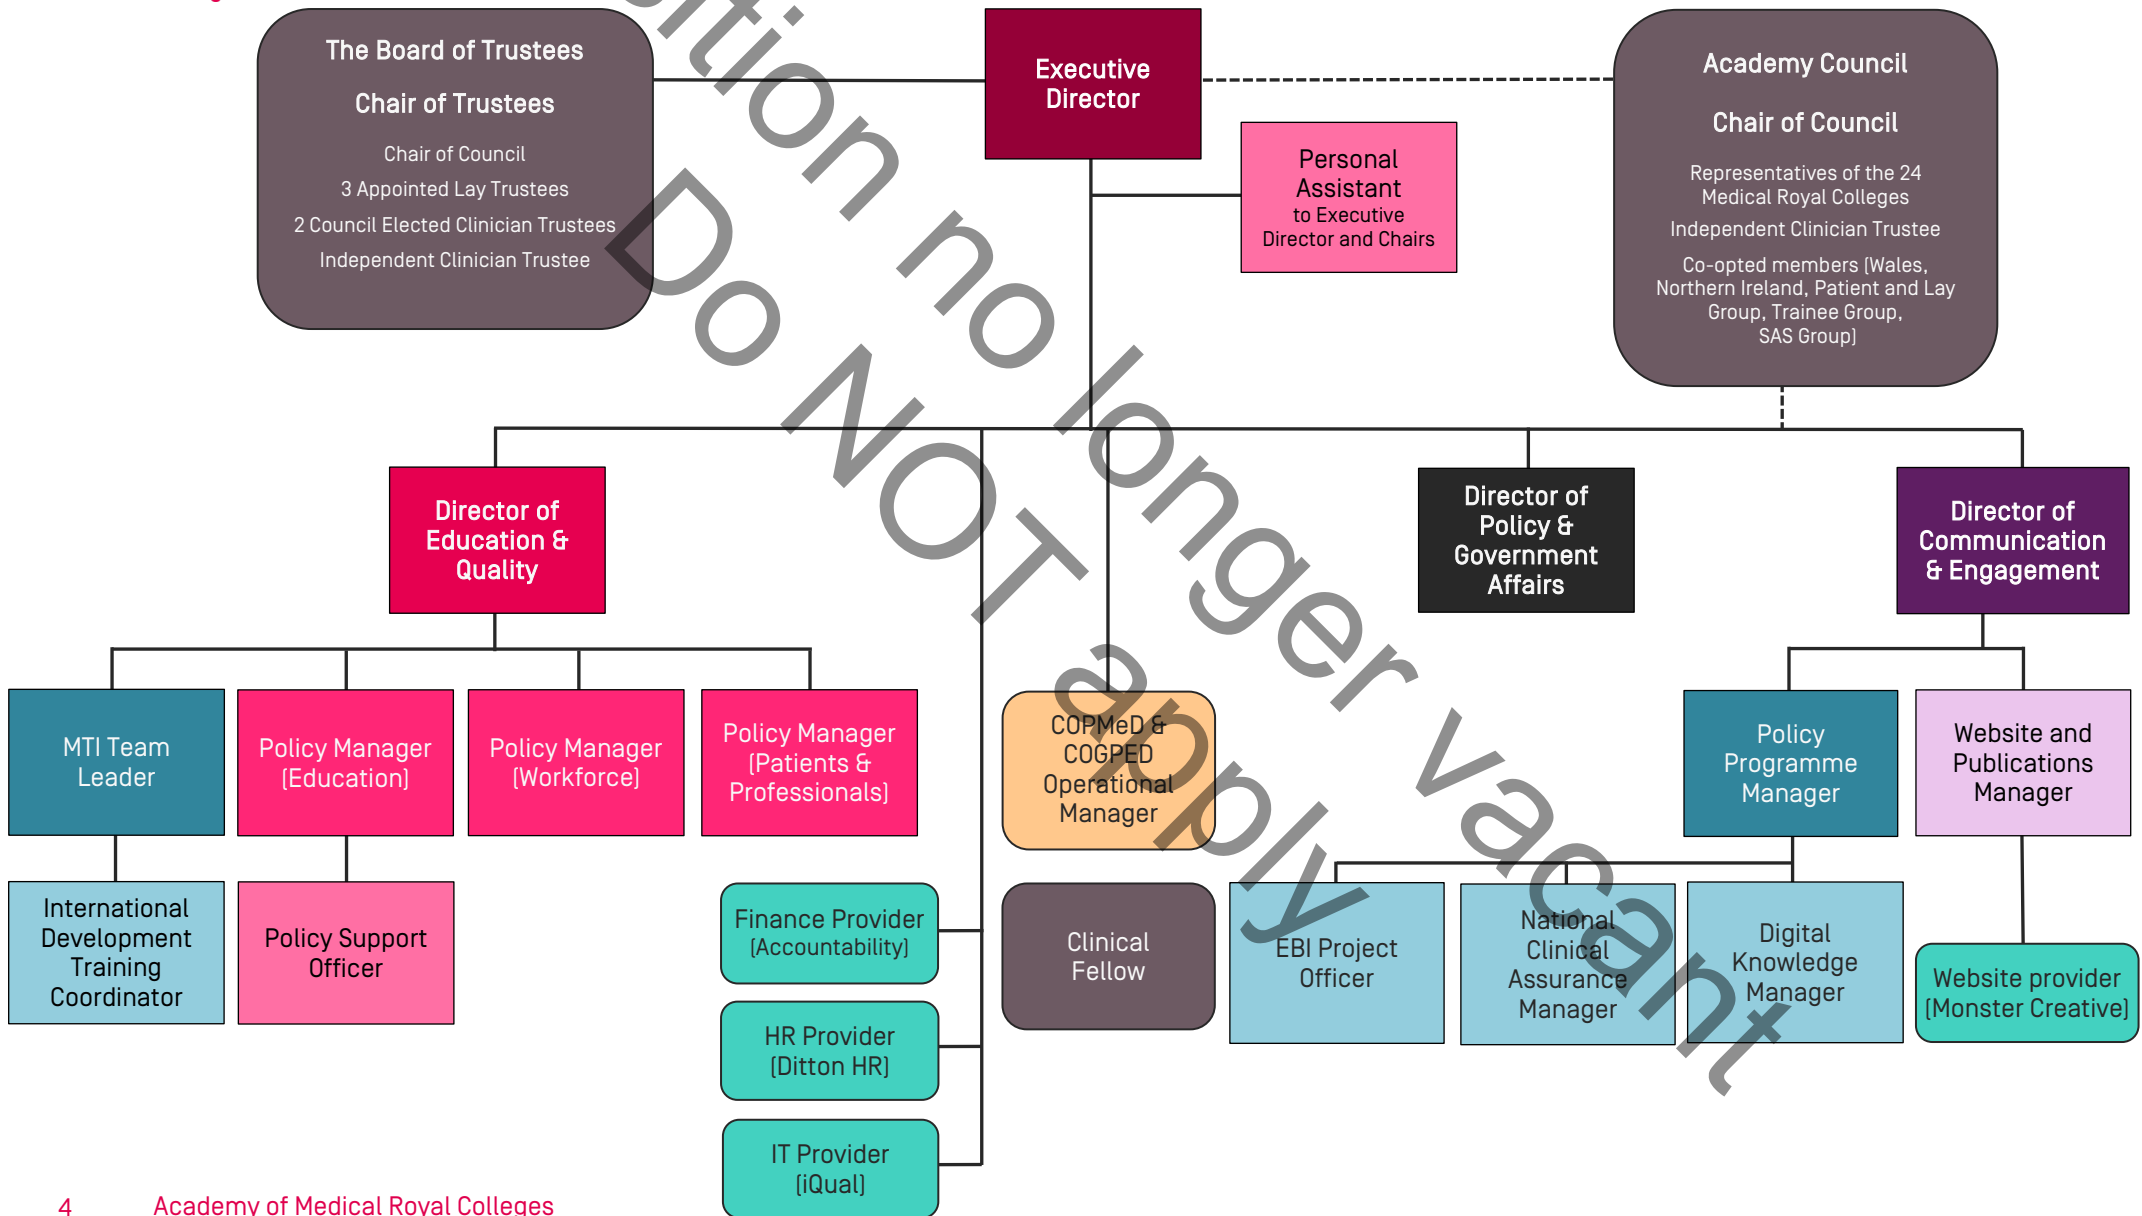 The Board of Trustees
Chair of Trustees
Chair of Council
3 Appointed Lay Trustees
2 Council Elected Clinician Trustees
Independent Clinician Trustee
Executive
Director
Personal
Assistant
to Executive
Director and Chairs
Academy Council
Chair of Council
Representatives of the 24
Medical Royal Colleges
Independent Clinician Trustee
Co-opted members (Wales,
Northern Ireland, Patient and Lay
Group, Trainee Group,
SAS Group)
Director of
Education &
Quality
Director of
Policy &
Government
Affairs
Director of
Communication
& Engagement
MTI Team
Leader
Policy Manager
(Education)
Policy Manager
(Workforce)
Policy Manager
(Patients &
Professionals)
COPMeD &
COGPED
Operational
Manager
Policy
Programme
Manager
Website and
Publications
Manager
International
Development
Training
Coordinator
Policy Support
Officer
Finance Provider
(Accountability)
HR Provider
(Ditton HR)
IT Provider
(iQual)
Clinical
Fellow
EBI Project
Officer
National
Clinical
Assurance
Manager
Digital
Knowledge
Manager
Website provider
(Monster Creative)
no longer vacant
Do NOT apply
4 Academy of Medical Royal Colleges